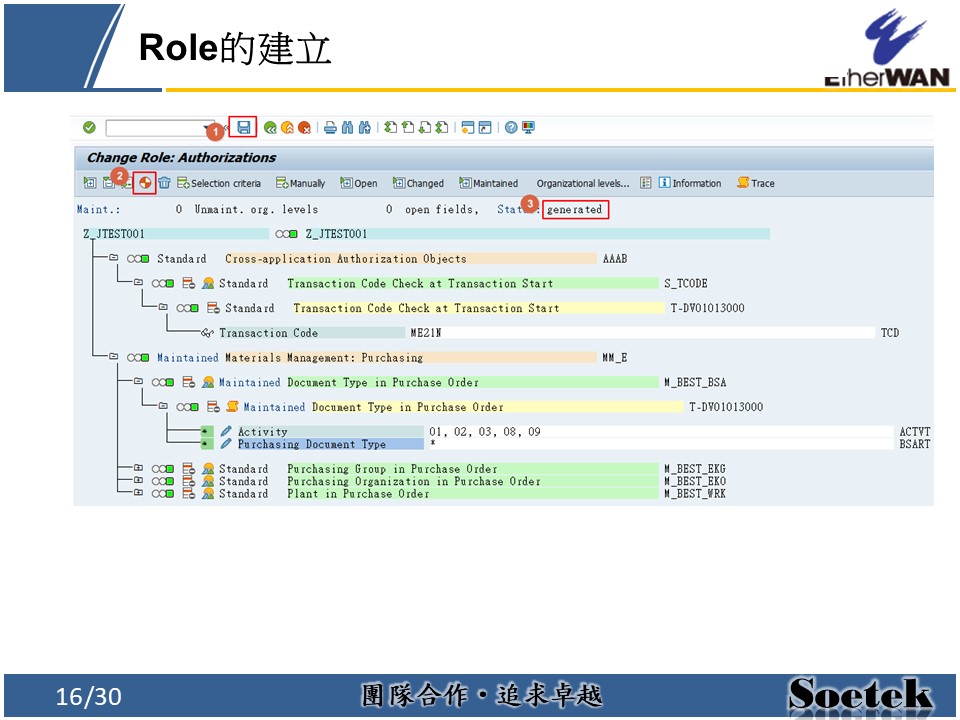 Role的建立
EtherWAN
1
Change Role: Authorizations
2
Selection criteria Manually Open Changed Maintained Organizational levels... Information Trace
3
Maint.: 0 Unmaint. org. levels 0 open fields, Stat : generated
Z_JTEST001 Z_JTEST001
Standard Cross-application Authorization Objects AAAB
Standard Transaction Code Check at Transaction Start S_TCODE
Standard Transaction Code Check at Transaction Start T-DV01013000
Transaction Code ME21N TCD
Maintained Materials Management: Purchasing MM_E
Maintained Document Type in Purchase Order M_BEST_BSA
Maintained Document Type in Purchase Order T-DV01013000
* Activity 01, 02, 03, 08, 09 ACTVT
* Purchasing Document Type * BSART
Standard Purchasing Group in Purchase Order M_BEST_EKG
Standard Purchasing Organization in Purchase Order M_BEST_EKO
Standard Plant in Purchase Order M_BEST_WRK
16/30 團隊合作・追求卓越 Soetek